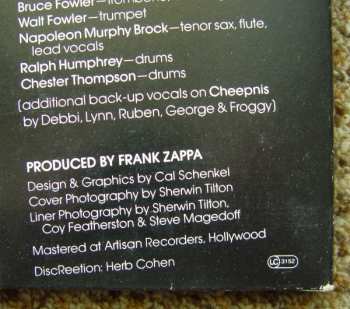 Bruce Fowler—trombone,
Walt Fowler—trumpet
Napoleon Murphy Brock—tenor sax, flute,
lead vocals
Ralph Humphrey—drums
Chester Thompson—drums
(additional back-up vocals on Cheepnis
by Debbi, Lynn, Ruben, George & Froggy)
PRODUCED BY FRANK ZAPPA
Design & Graphics by Cal Schenkel
Cover Photography by Sherwin Tilton
Liner Photography by Sherwin Tilton,
Coy Featherston & Steve Magedoff
Mastered at Artisan Recorders, Hollywood
DiscReetion: Herb Cohen
LC 3152